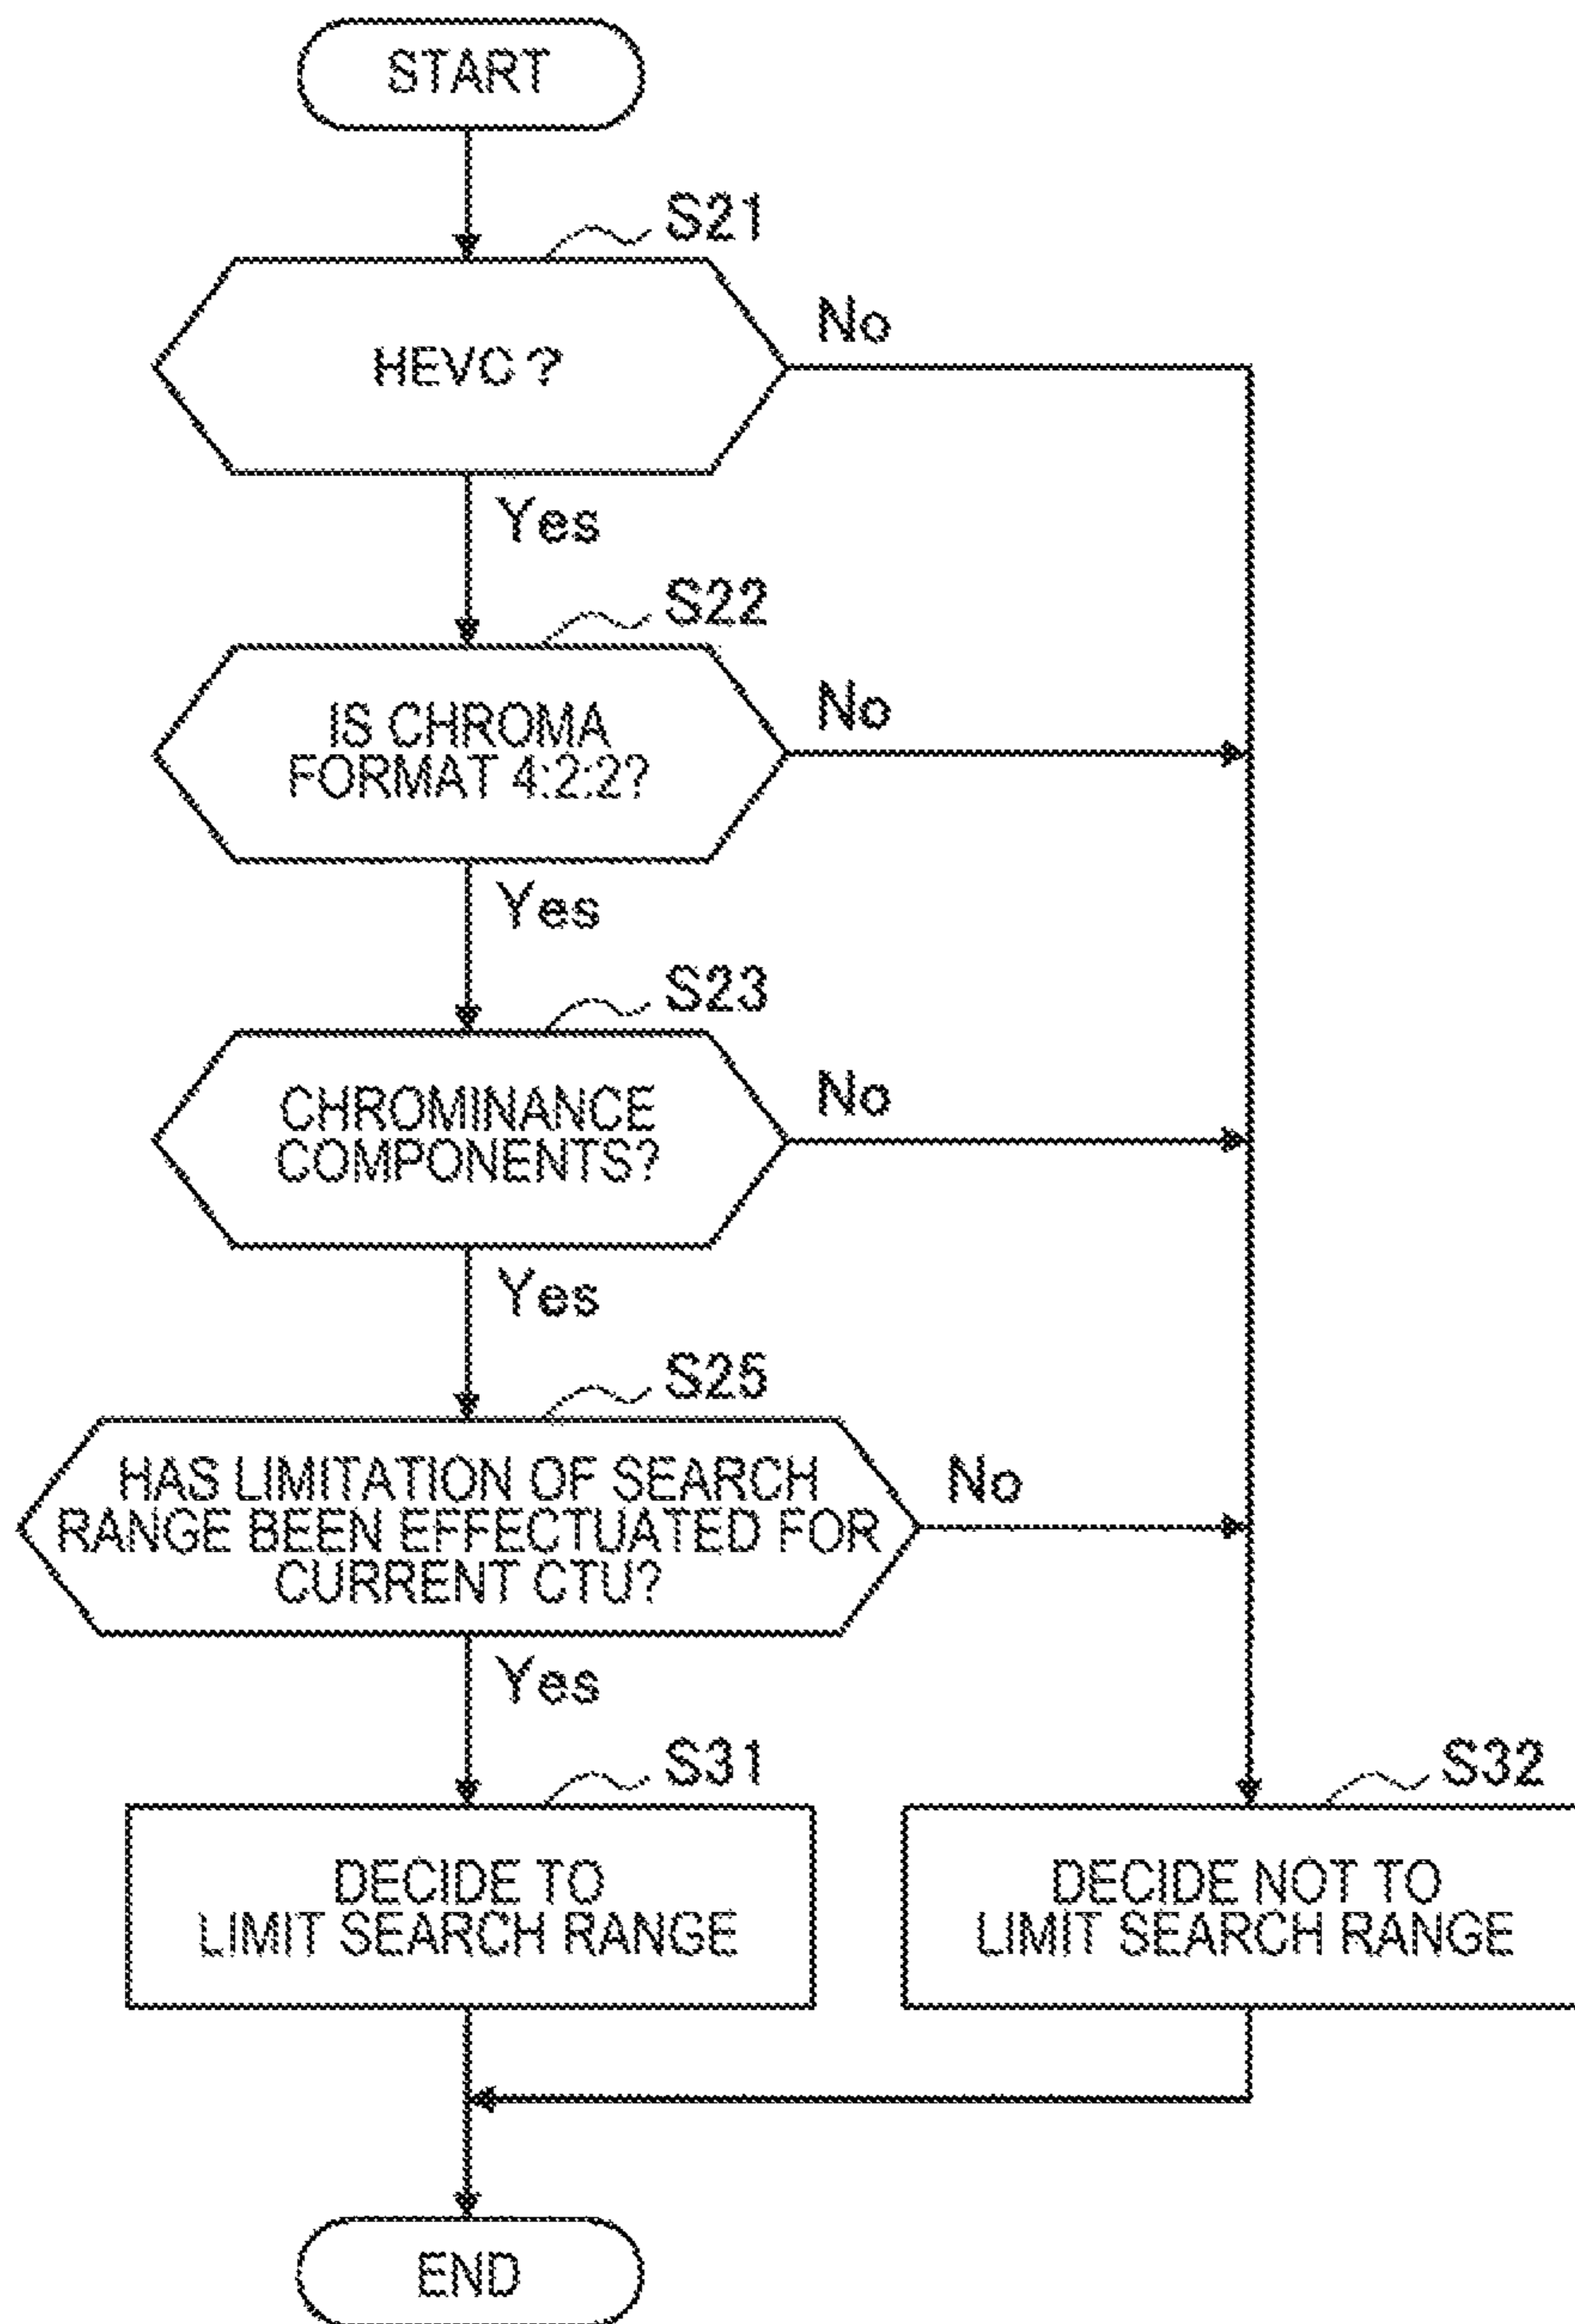 START
S21
HEVC ?
No
Yes
S22
IS CHROMA
FORMAT 4:2:2?
No
Yes
S23
CHROMINANCE
COMPONENTS?
No
Yes
S25
HAS LIMITATION OF SEARCH
RANGE BEEN EFFECTUATED FOR
CURRENT CTU?
No
Yes
S31
DECIDE TO
LIMIT SEARCH RANGE
S32
DECIDE NOT TO
LIMIT SEARCH RANGE
END